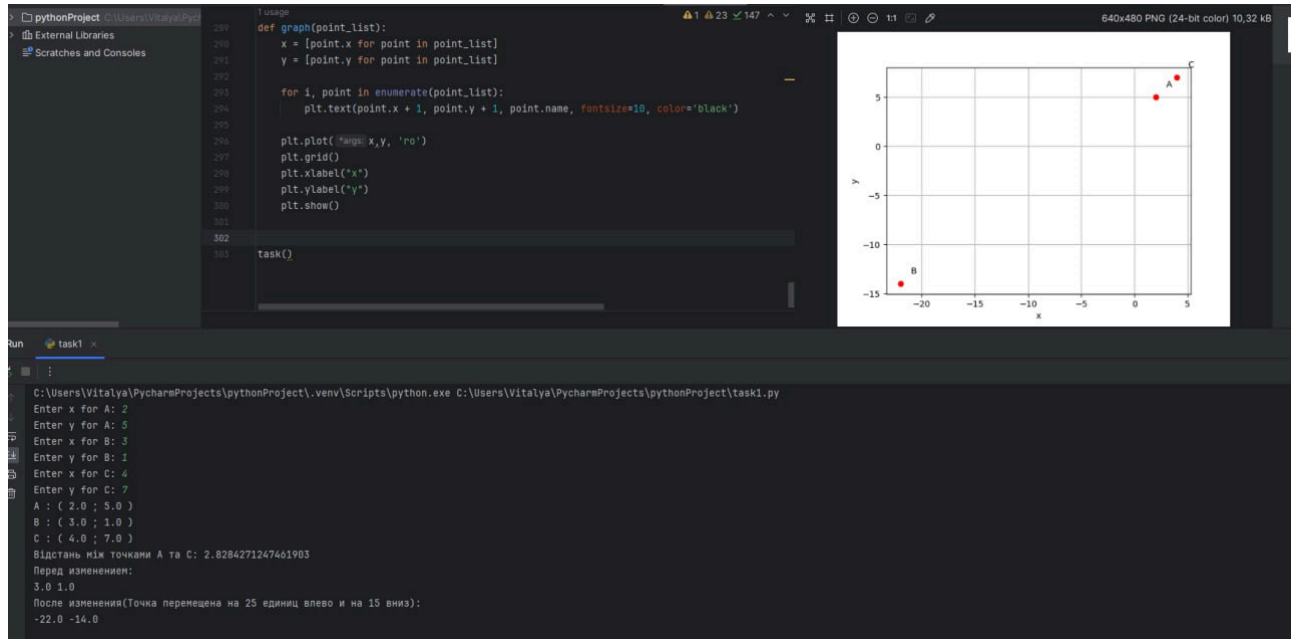 pythonProject C:\Users\Vitalya\Pyc
External Libraries
Scratches and Consoles
1 usage
1 23 147
289 def graph(point_list):
290 x = [point.x for point in point_list]
291 y = [point.y for point in point_list]
292
293 for i, point in enumerate(point_list):
294 plt.text(point.x + 1, point.y + 1, point.name, fontsize=10, color='black')
295
296 plt.plot( *args: x,y, 'ro')
297 plt.grid()
298 plt.xlabel("x")
299 plt.ylabel("y")
300 plt.show()
301
302
303 task()
1:1
640x480 PNG (24-bit color) 10,32 kB
C
A
B
5
0
−5
−10
−15
y
−20 −15 −10 −5 0 5
x
Run task1
C:\Users\Vitalya\PycharmProjects\pythonProject\.venv\Scripts\python.exe C:\Users\Vitalya\PycharmProjects\pythonProject\task1.py
Enter x for A: 2
Enter y for A: 5
Enter x for B: 3
Enter y for B: 1
Enter x for C: 4
Enter y for C: 7
A : ( 2.0 ; 5.0 )
B : ( 3.0 ; 1.0 )
C : ( 4.0 ; 7.0 )
Відстань між точками A та C: 2.8284271247461903
Перед изменением:
3.0 1.0
После изменения(Точка перемещена на 25 единиц влево и на 15 вниз):
-22.0 -14.0